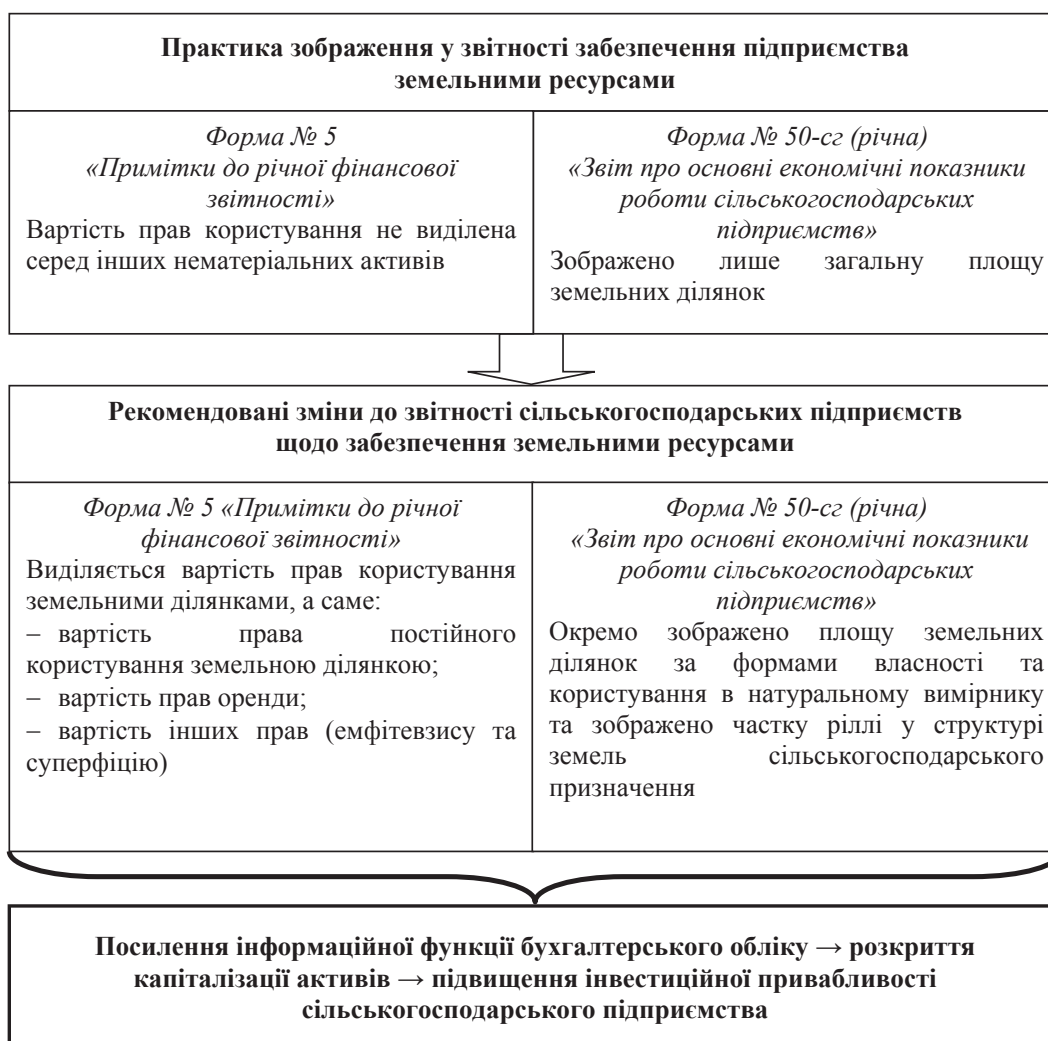 Практика зображення у звітності забезпечення підприємства
земельними ресурсами
Форма № 5
«Примітки до річної фінансової
звітності»
Вартість прав користування не виділена
серед інших нематеріальних активів
Форма № 50-сг (річна)
«Звіт про основні економічні показники
роботи сільськогосподарських
підприємств»
Зображено лише загальну площу
земельних ділянок
Рекомендовані зміни до звітності сільськогосподарських підприємств
щодо забезпечення земельними ресурсами
Форма № 5 «Примітки до річної
фінансової звітності»
Виділяється вартість прав користування
земельними ділянками, а саме:
– вартість права постійного
користування земельною ділянкою;
– вартість прав оренди;
– вартість інших прав (емфітевзису та
суперфіцію)
Форма № 50-сг (річна)
«Звіт про основні економічні показники
роботи сільськогосподарських
підприємств»
Окремо зображено площу земельних
ділянок за формами власності та
користування в натуральному вимірнику
та зображено частку ріллі у структурі
земель сільськогосподарського
призначення
Посилення інформаційної функції бухгалтерського обліку → розкриття
капіталізації активів → підвищення інвестиційної привабливості
сільськогосподарського підприємства